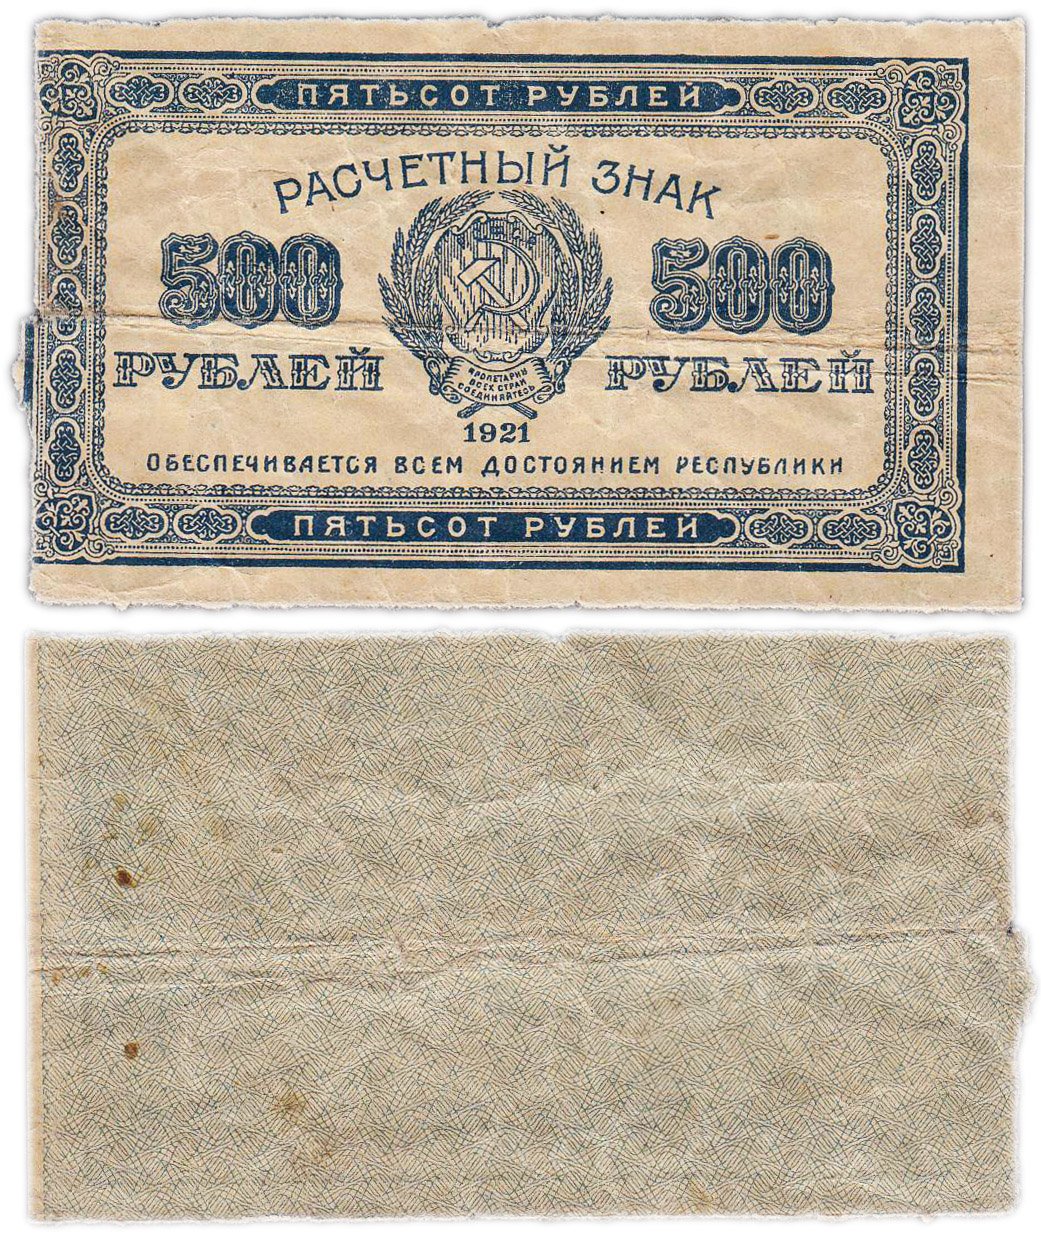 ПЯТЬСОТ РУБЛЕЙ
РАСЧЕТНЫЙ ЗНАК
500 500
РУБЛЕЙ РУБЛЕЙ
ПРОЛЕТАРИИ
ВСЕХ СТРАН
СОЕДИНЯЙТЕСЬ
1921
ОБЕСПЕЧИВАЕТСЯ ВСЕМ ДОСТОЯНИЕМ РЕСПУБЛИКИ
ПЯТЬСОТ РУБЛЕЙ